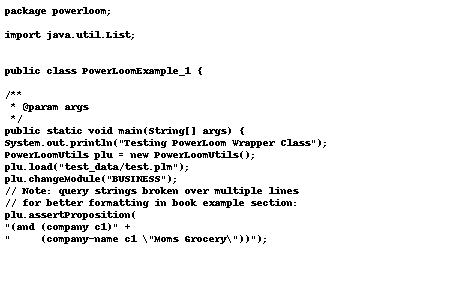 package powerloom;
import java.util.List;
public class PowerLoomExample_1 {
/**
 * @param args
 */
public static void main(String[] args) {
System.out.println("Testing PowerLoom Wrapper Class");
PowerLoomUtils plu = new PowerLoomUtils();
plu.load("test_data/test.plm");
plu.changeModule("BUSINESS");
// Note: query strings broken over multiple lines
// for better formatting in book example section:
plu.assertProposition(
"(and (company c1)" +
"     (company-name c1 \"Moms Grocery\"))");